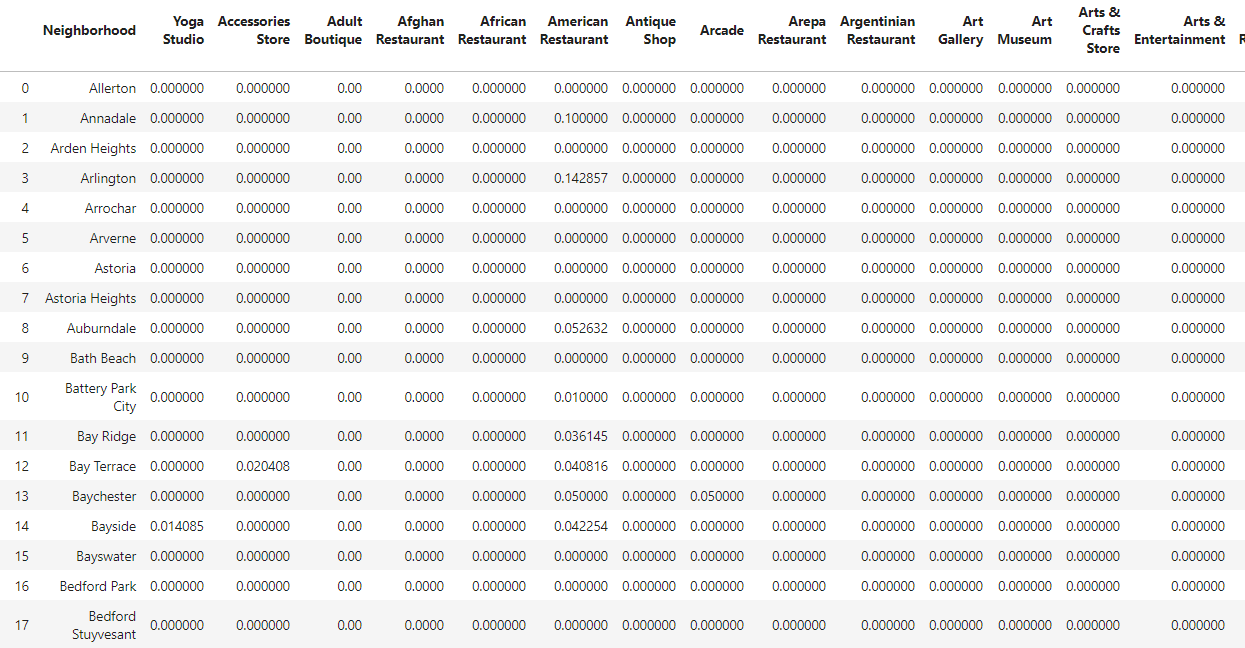 Neighborhood Yoga Studio Accessories Store Adult Boutique Afghan Restaurant African Restaurant American Restaurant Antique Shop Arcade Arepa Restaurant Argentinian Restaurant Art Gallery Art Museum Arts & Crafts Store Arts & Entertainment R
0 Allerton 0.000000 0.000000 0.00 0.0000 0.000000 0.000000 0.000000 0.000000 0.000000 0.000000 0.000000 0.000000 0.000000 0.000000
1 Annadale 0.000000 0.000000 0.00 0.0000 0.000000 0.100000 0.000000 0.000000 0.000000 0.000000 0.000000 0.000000 0.000000 0.000000
2 Arden Heights 0.000000 0.000000 0.00 0.0000 0.000000 0.000000 0.000000 0.000000 0.000000 0.000000 0.000000 0.000000 0.000000 0.000000
3 Arlington 0.000000 0.000000 0.00 0.0000 0.000000 0.142857 0.000000 0.000000 0.000000 0.000000 0.000000 0.000000 0.000000 0.000000
4 Arrochar 0.000000 0.000000 0.00 0.0000 0.000000 0.000000 0.000000 0.000000 0.000000 0.000000 0.000000 0.000000 0.000000 0.000000
5 Arverne 0.000000 0.000000 0.00 0.0000 0.000000 0.000000 0.000000 0.000000 0.000000 0.000000 0.000000 0.000000 0.000000 0.000000
6 Astoria 0.000000 0.000000 0.00 0.0000 0.000000 0.000000 0.000000 0.000000 0.000000 0.000000 0.000000 0.000000 0.000000 0.000000
7 Astoria Heights 0.000000 0.000000 0.00 0.0000 0.000000 0.000000 0.000000 0.000000 0.000000 0.000000 0.000000 0.000000 0.000000 0.000000
8 Auburndale 0.000000 0.000000 0.00 0.0000 0.000000 0.052632 0.000000 0.000000 0.000000 0.000000 0.000000 0.000000 0.000000 0.000000
9 Bath Beach 0.000000 0.000000 0.00 0.0000 0.000000 0.000000 0.000000 0.000000 0.000000 0.000000 0.000000 0.000000 0.000000 0.000000
10 Battery Park City 0.000000 0.000000 0.00 0.0000 0.000000 0.010000 0.000000 0.000000 0.000000 0.000000 0.000000 0.000000 0.000000 0.000000
11 Bay Ridge 0.000000 0.000000 0.00 0.0000 0.000000 0.036145 0.000000 0.000000 0.000000 0.000000 0.000000 0.000000 0.000000 0.000000
12 Bay Terrace 0.000000 0.020408 0.00 0.0000 0.000000 0.040816 0.000000 0.000000 0.000000 0.000000 0.000000 0.000000 0.000000 0.000000
13 Baychester 0.000000 0.000000 0.00 0.0000 0.000000 0.050000 0.000000 0.050000 0.000000 0.000000 0.000000 0.000000 0.000000 0.000000
14 Bayside 0.014085 0.000000 0.00 0.0000 0.000000 0.042254 0.000000 0.000000 0.000000 0.000000 0.000000 0.000000 0.000000 0.000000
15 Bayswater 0.000000 0.000000 0.00 0.0000 0.000000 0.000000 0.000000 0.000000 0.000000 0.000000 0.000000 0.000000 0.000000 0.000000
16 Bedford Park 0.000000 0.000000 0.00 0.0000 0.000000 0.000000 0.000000 0.000000 0.000000 0.000000 0.000000 0.000000 0.000000 0.000000
17 Bedford Stuyvesant 0.000000 0.000000 0.00 0.0000 0.000000 0.000000 0.000000 0.000000 0.000000 0.000000 0.000000 0.000000 0.000000 0.000000